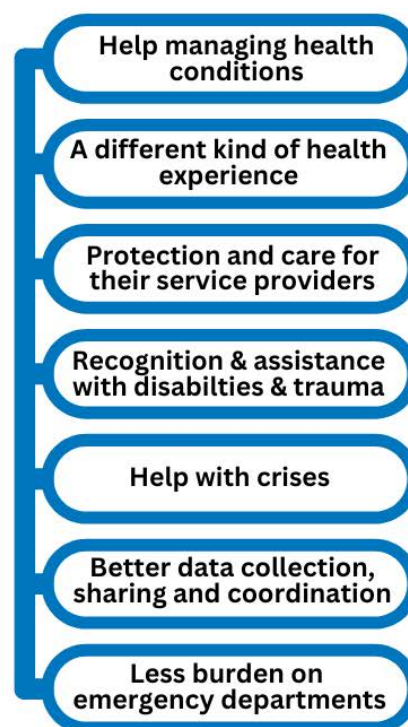 Help managing health
conditions
A different kind of health
experience
Protection and care for
their service providers
Recognition & assistance
with disabilties & trauma
Help with crises
Better data collection,
sharing and coordination
Less burden on
emergency departments